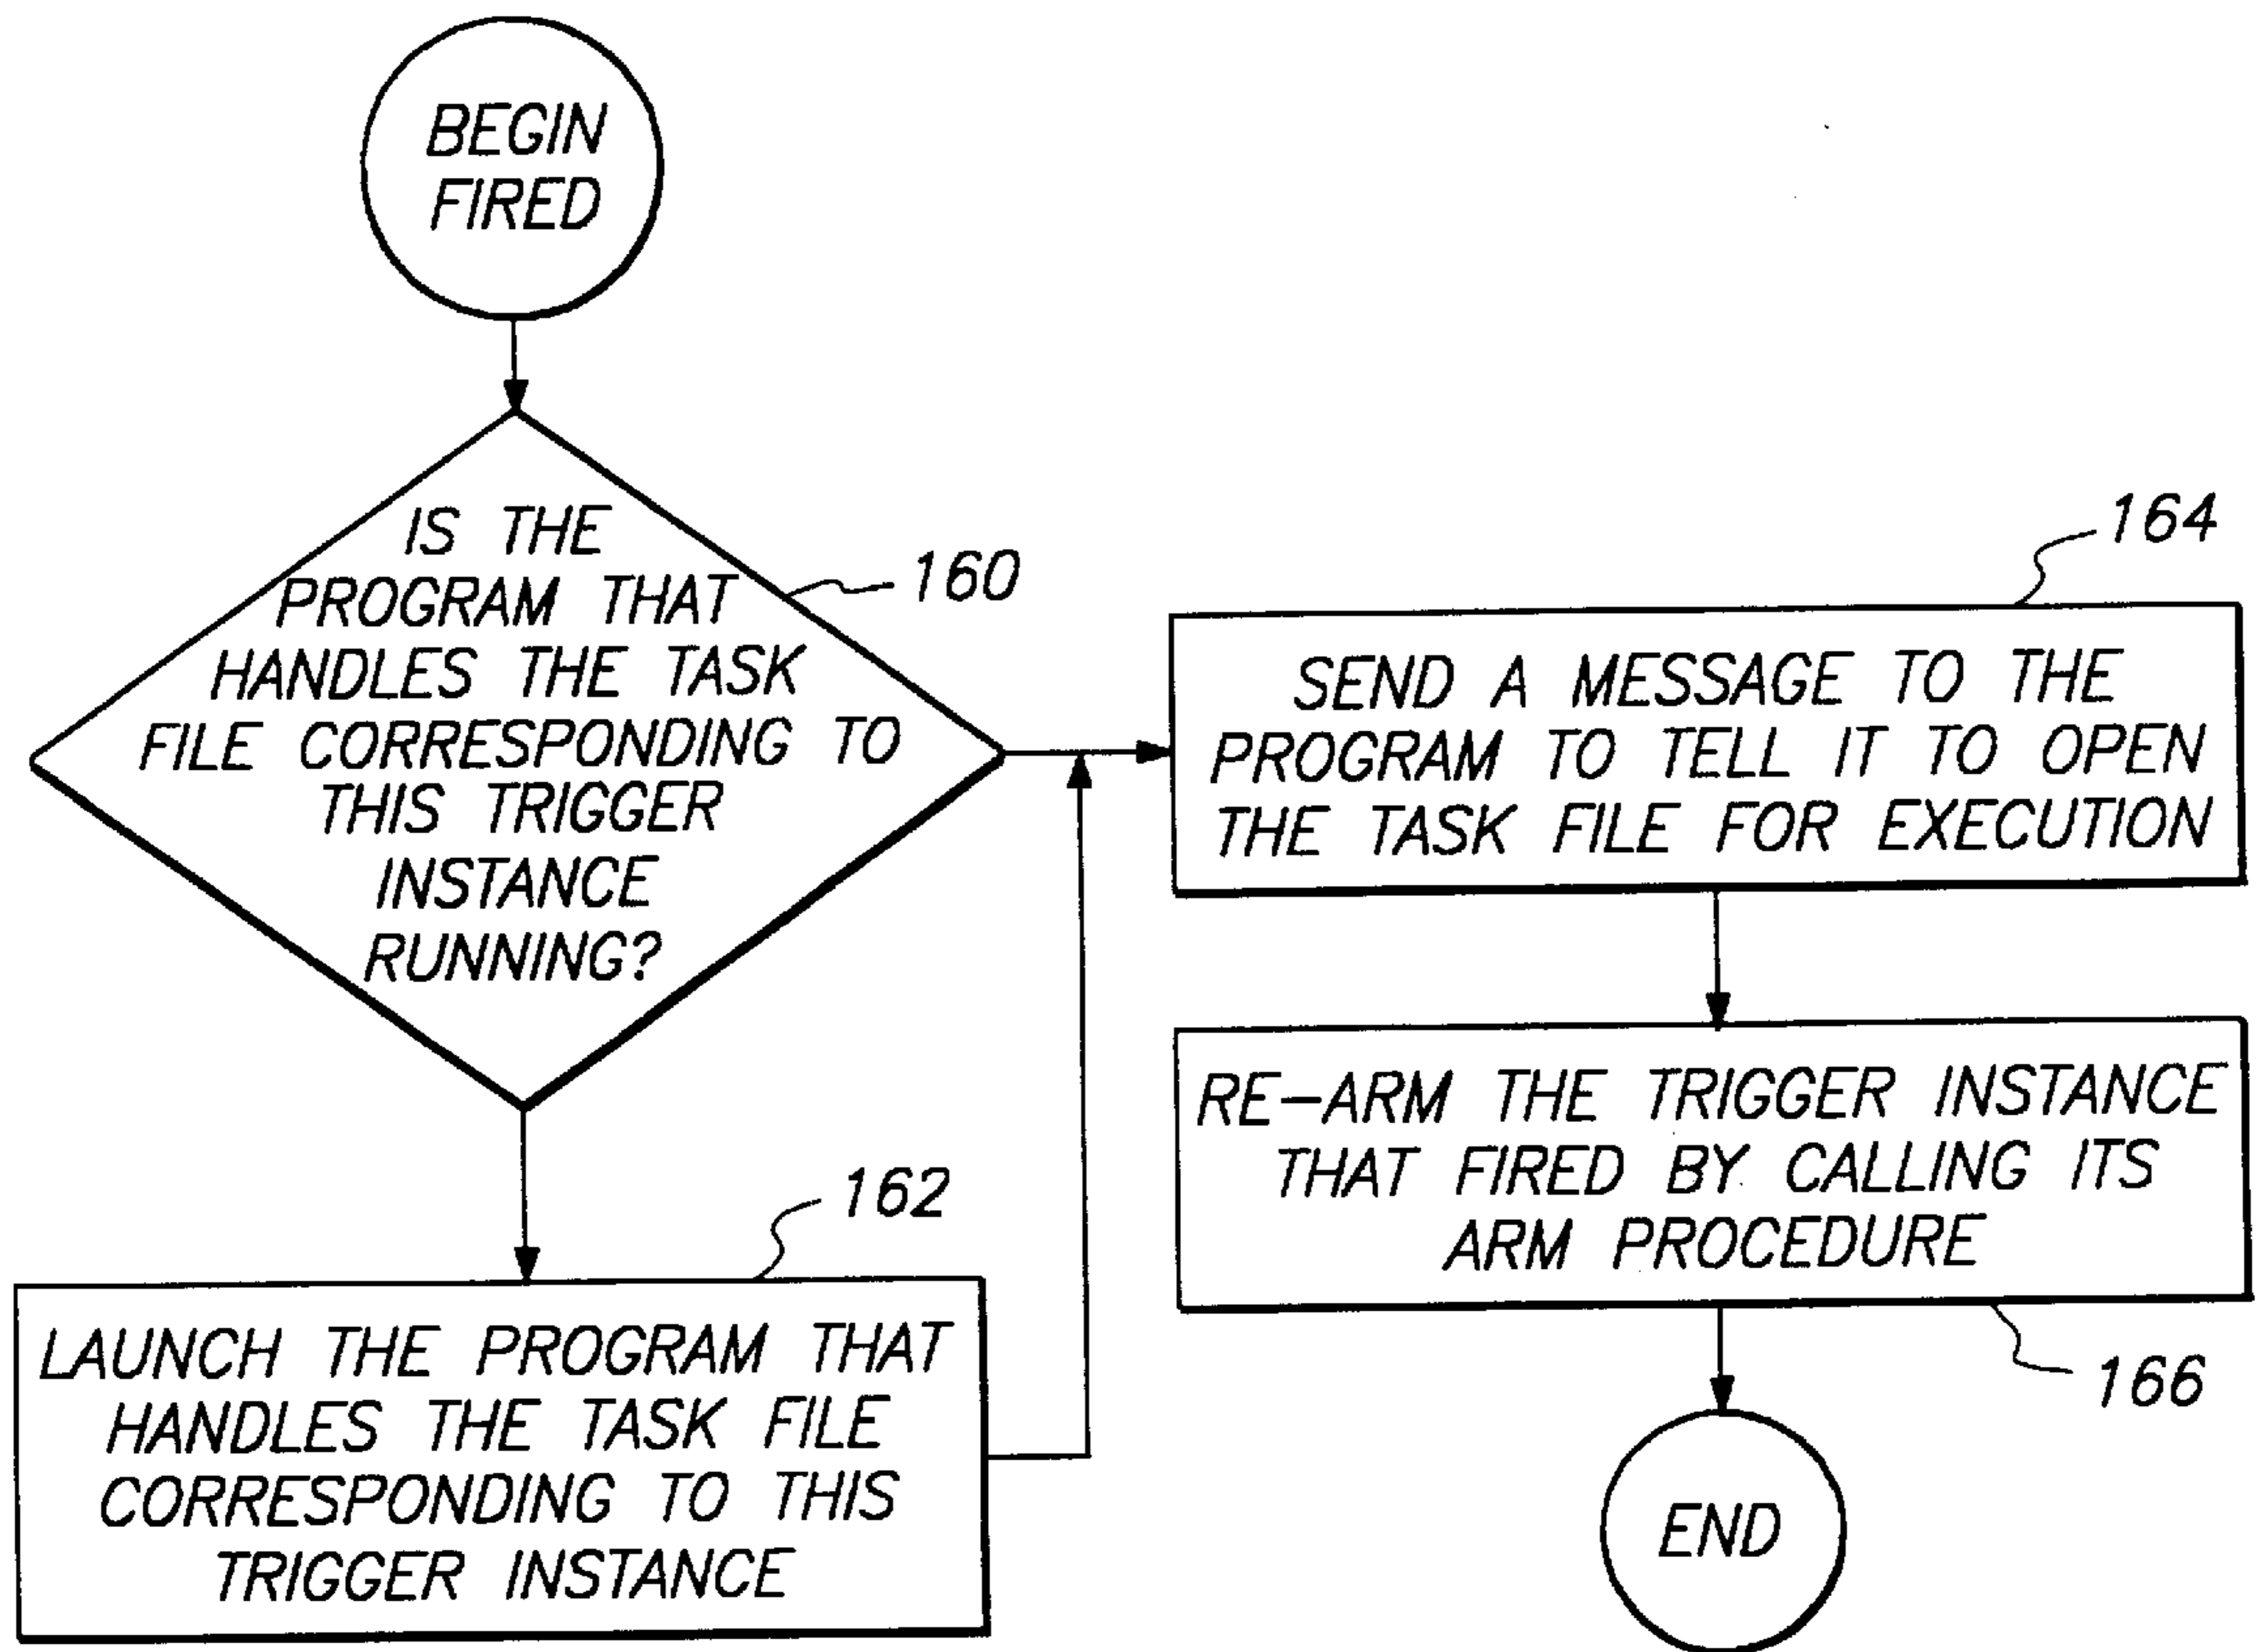 BEGIN
FIRED
IS THE
PROGRAM THAT
HANDLES THE TASK
FILE CORRESPONDING TO
THIS TRIGGER
INSTANCE
RUNNING?
160
162
LAUNCH THE PROGRAM THAT
HANDLES THE TASK FILE
CORRESPONDING TO THIS
TRIGGER INSTANCE
164
SEND A MESSAGE TO THE
PROGRAM TO TELL IT TO OPEN
THE TASK FILE FOR EXECUTION
RE-ARM THE TRIGGER INSTANCE
THAT FIRED BY CALLING ITS
ARM PROCEDURE
166
END